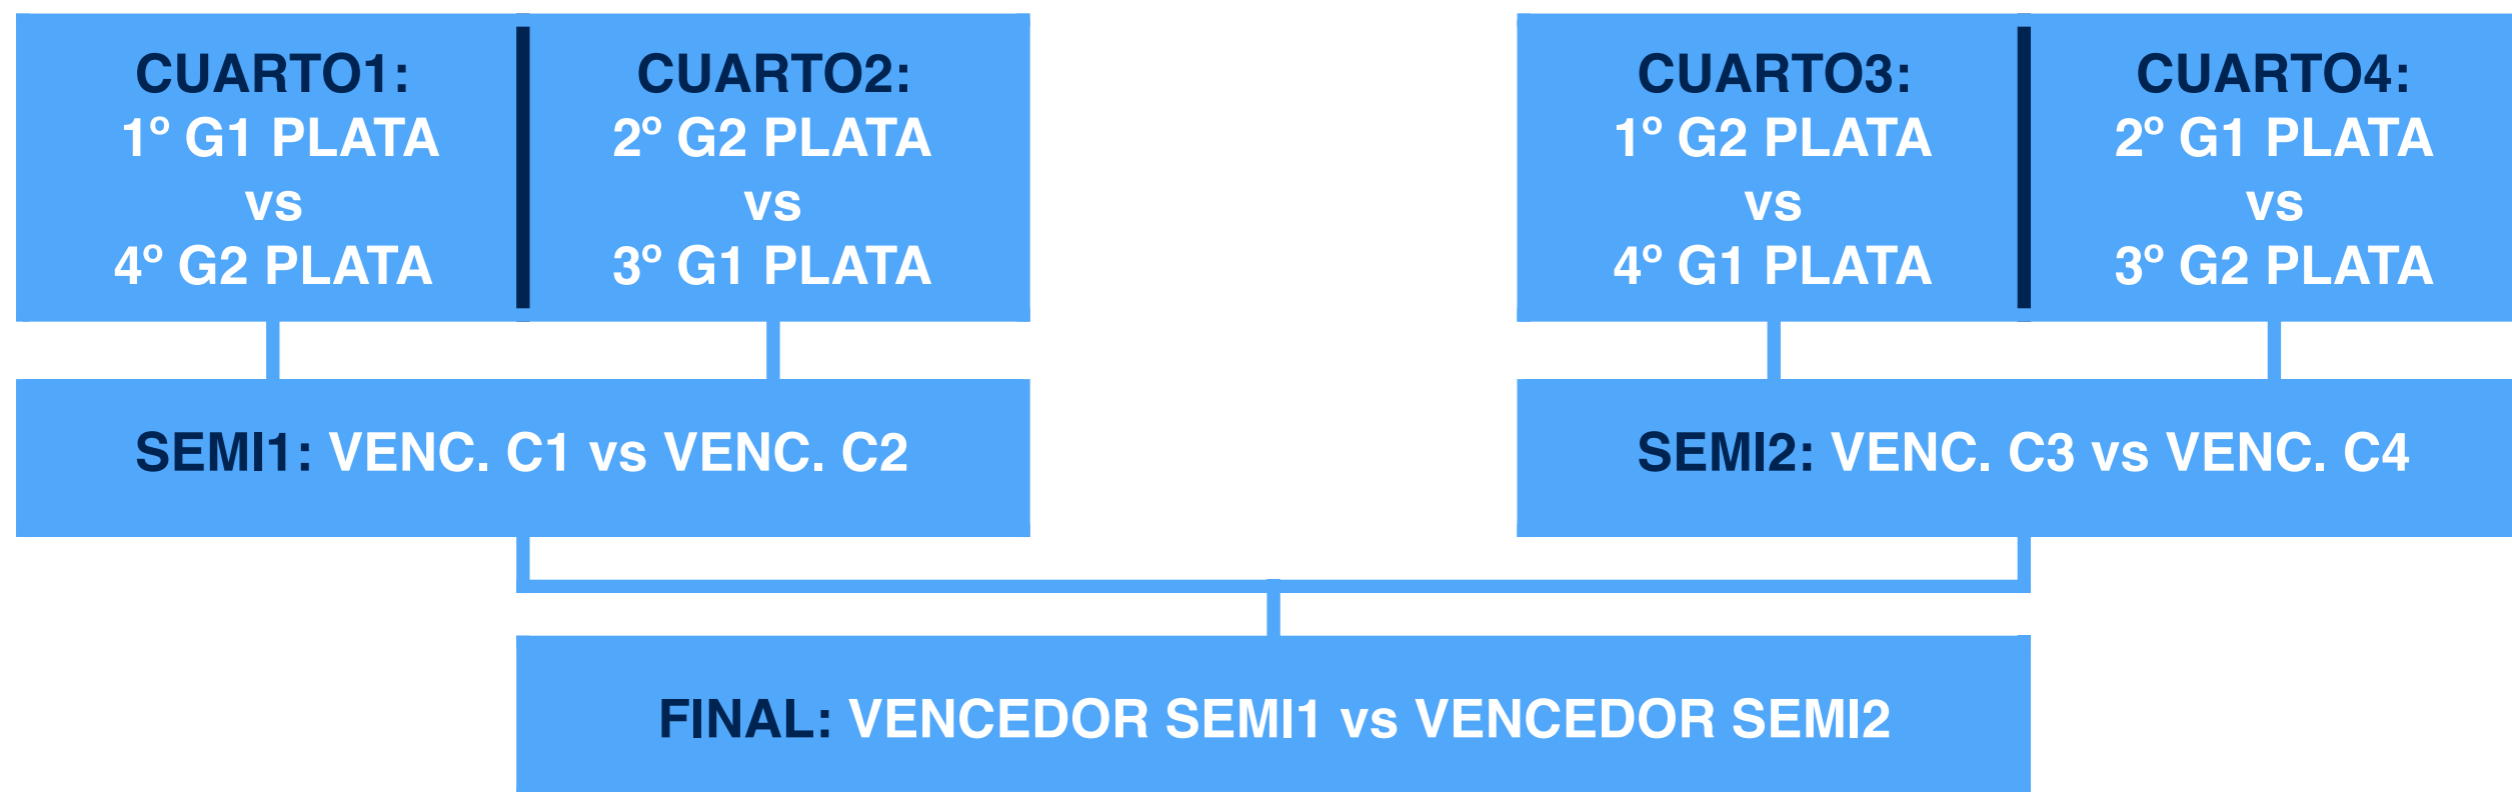 CUARTO1:
1º G1 PLATA
vs
4º G2 PLATA
CUARTO2:
2º G2 PLATA
vs
3º G1 PLATA
CUARTO3:
1º G2 PLATA
vs
4º G1 PLATA
CUARTO4:
2º G1 PLATA
vs
3º G2 PLATA
SEMI1: VENC. C1 vs VENC. C2
SEMI2: VENC. C3 vs VENC. C4
FINAL: VENCEDOR SEMI1 vs VENCEDOR SEMI2